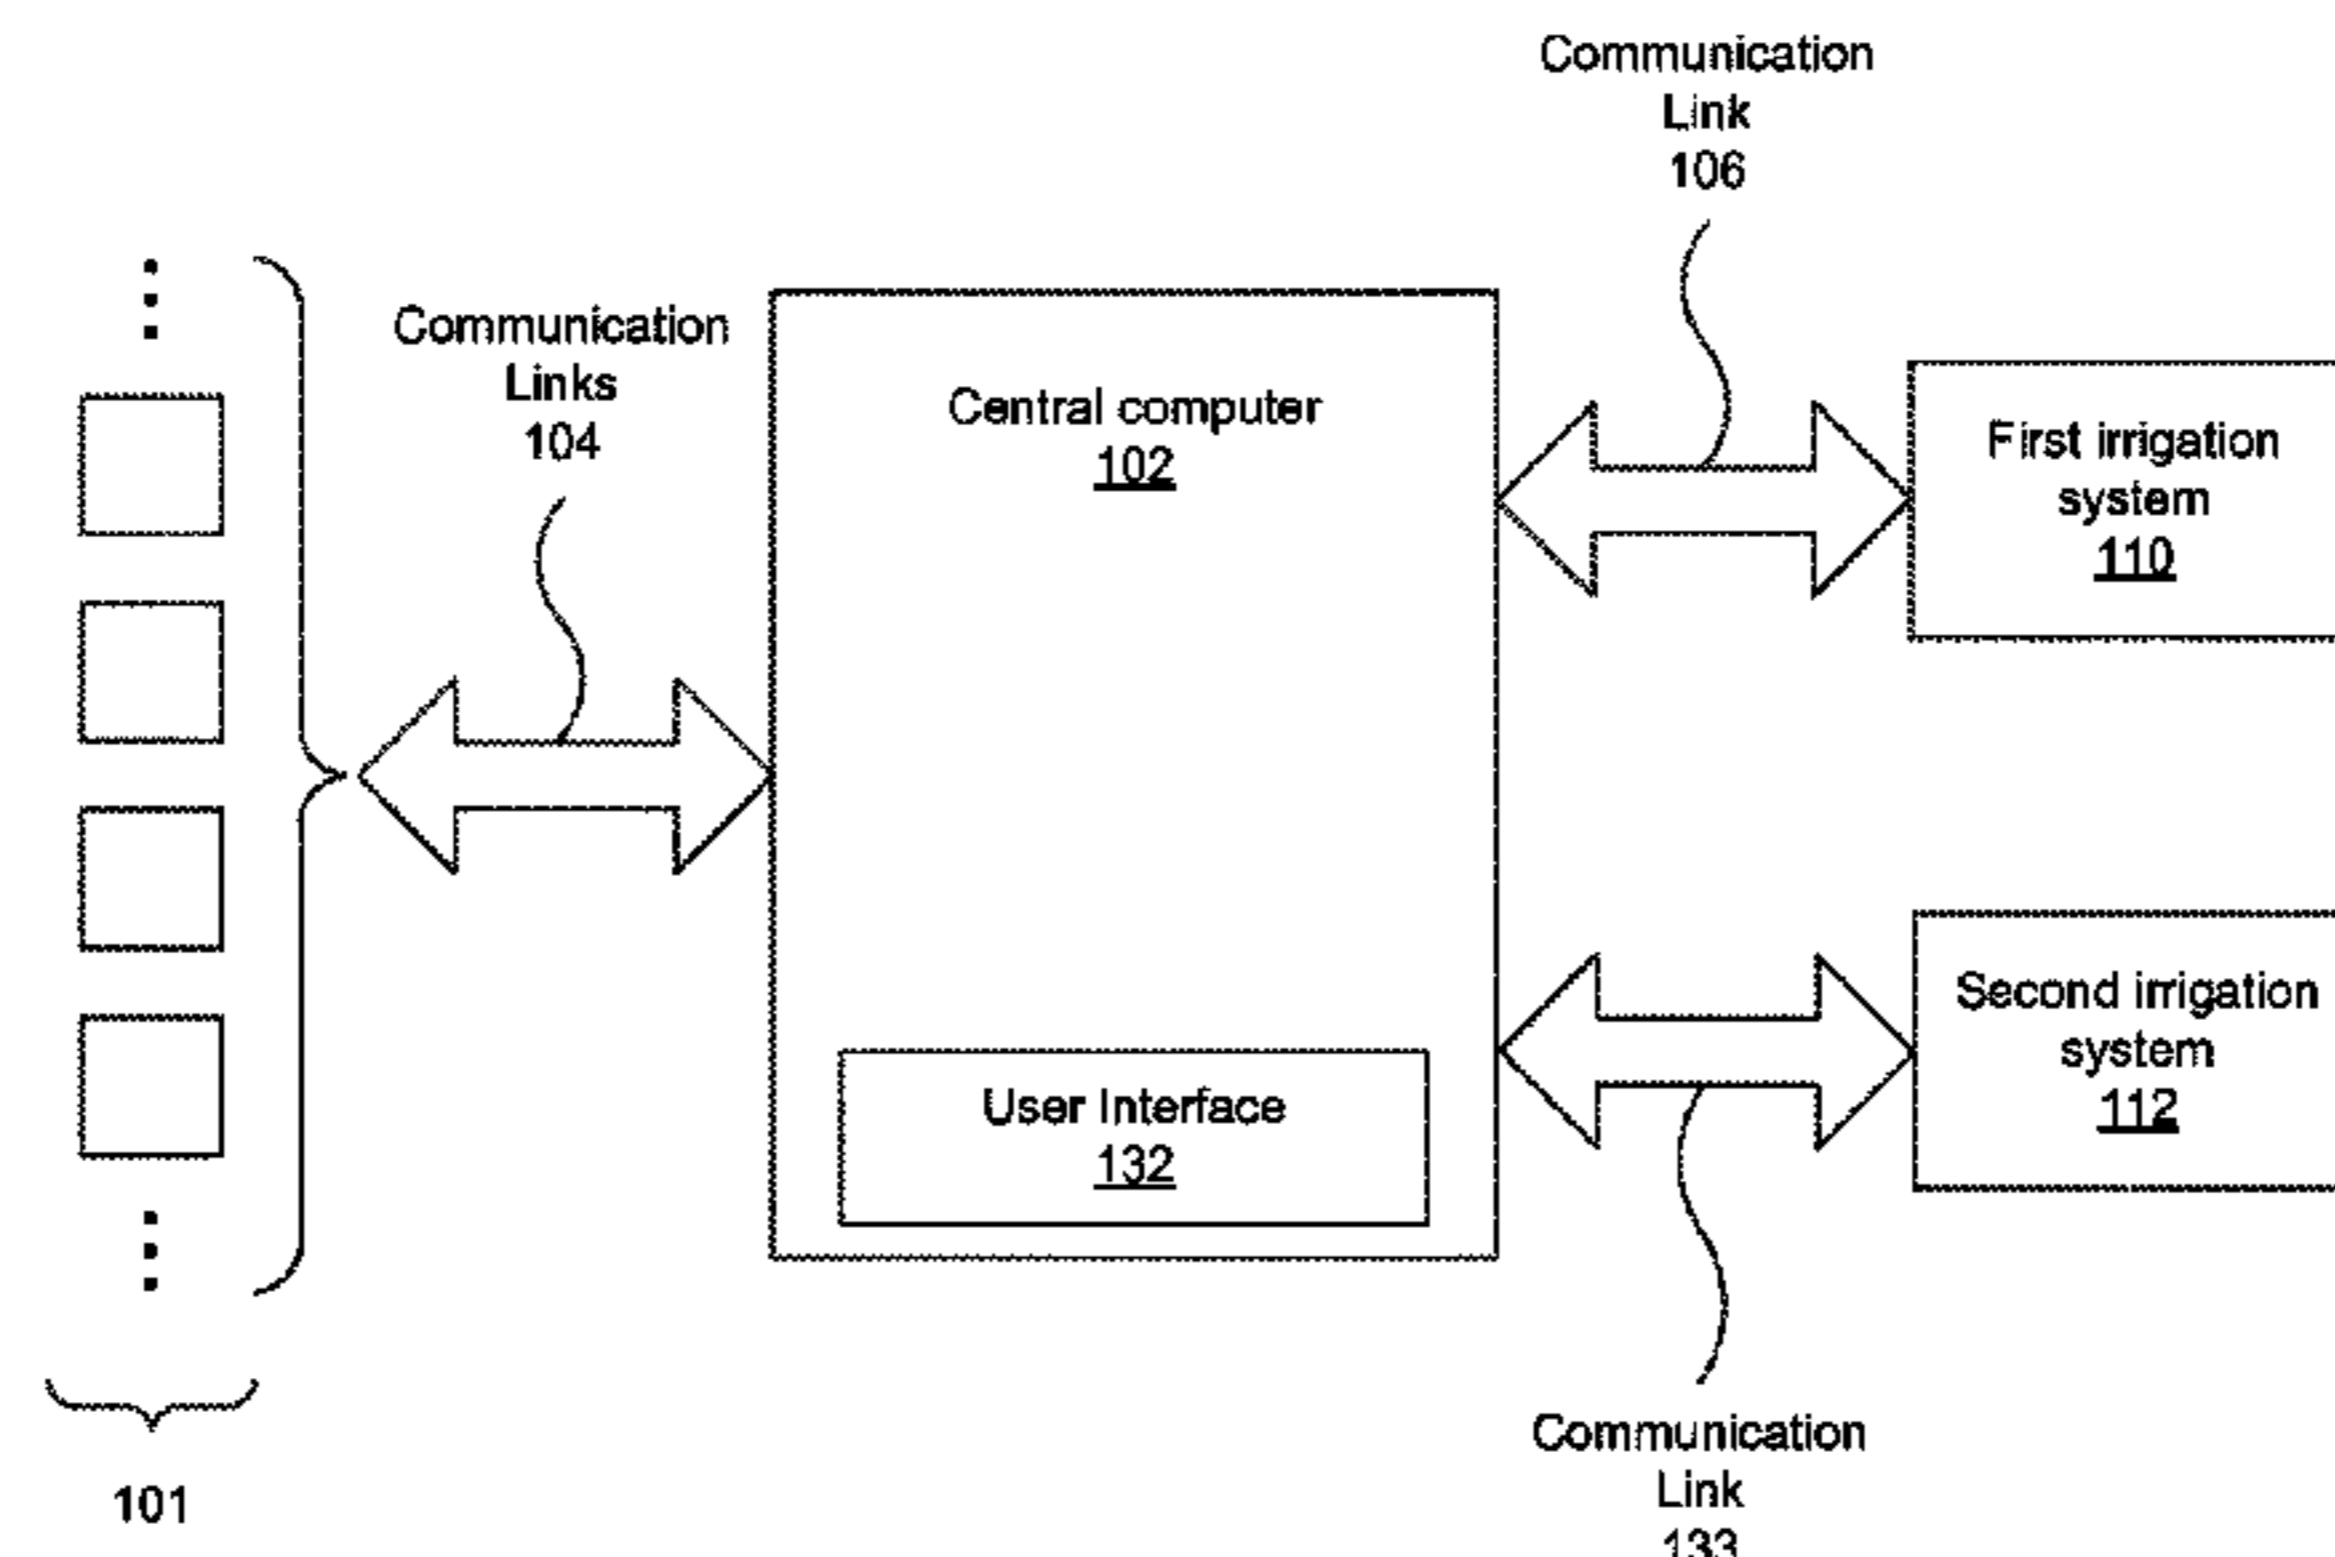 Communication
Link
106
Communication
Links
104
Central computer
102
First irrigation
system
110
Second irrigation
system
112
User Interface
132
101
Communication
Link
133